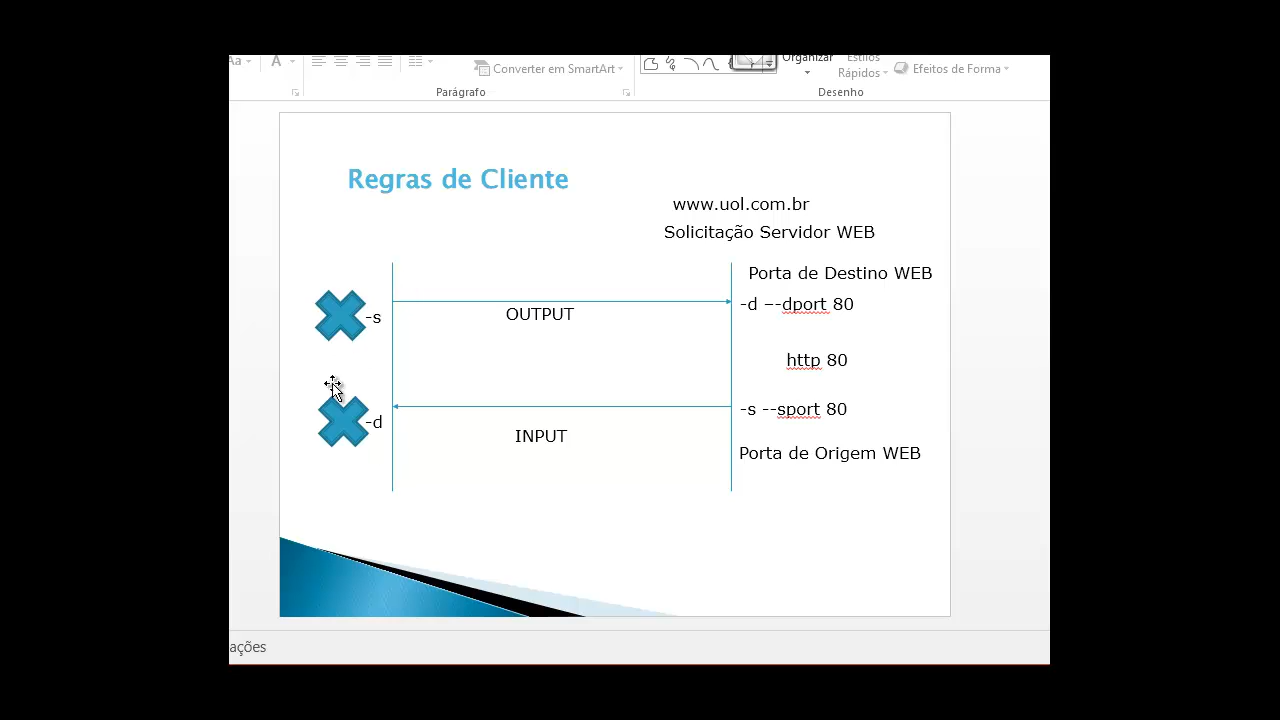 Aa
A
Organizar
Estilos
Converter em SmartArt
Rápidos
Efeitos de Forma
Parágrafo
Desenho
Regras de Cliente
www.uol.com.br
Solicitação Servidor WEB
Porta de Destino WEB
-d –-dport 80
-s
OUTPUT
http 80
-s --sport 80
-d
INPUT
Porta de Origem WEB
ações